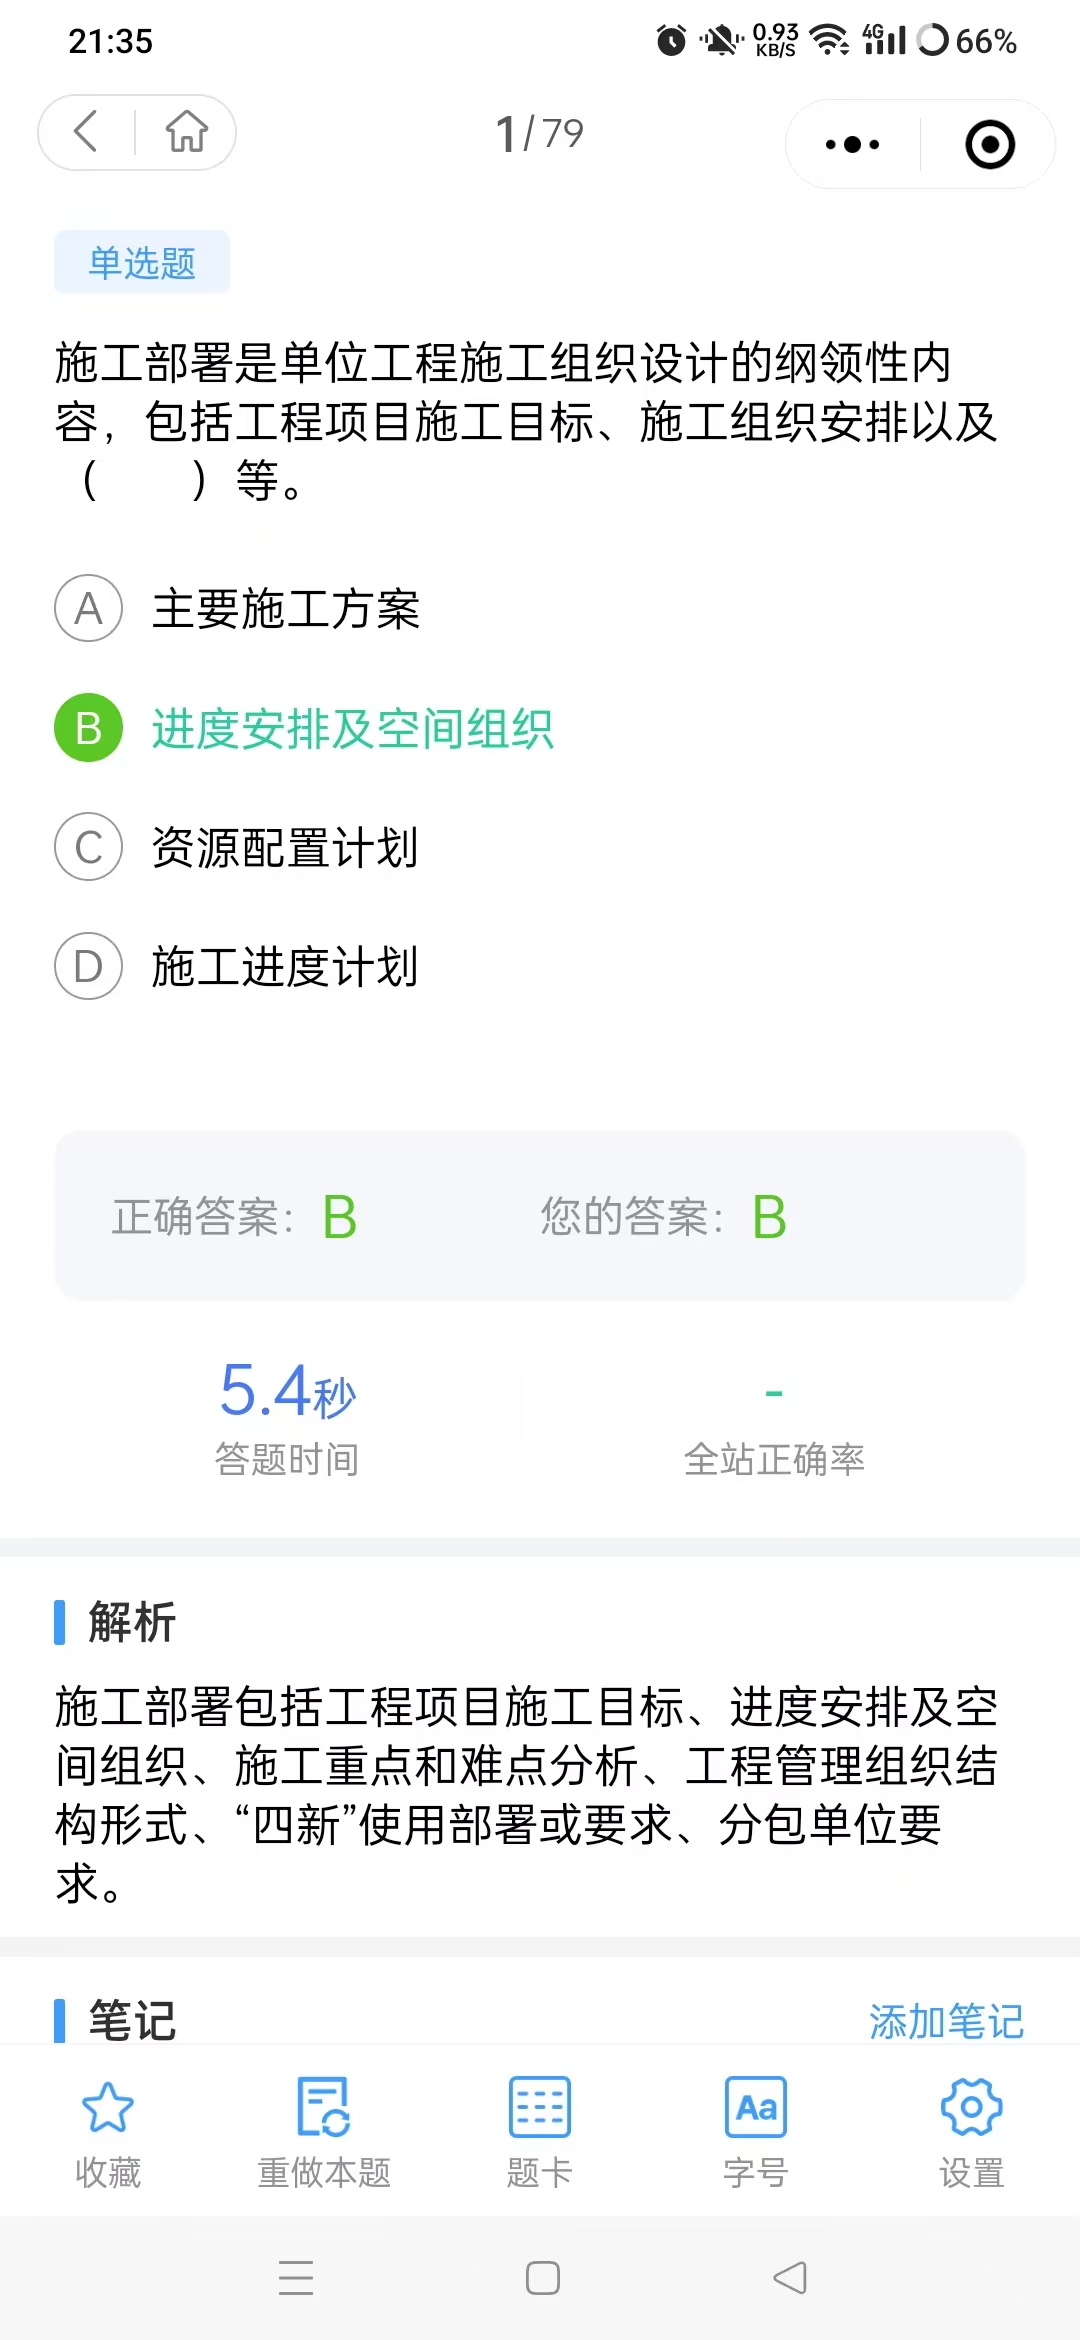 21:35
0.93
KB/S
4G
66%
1/79
单选题
施工部署是单位工程施工组织设计的纲领性内
容，包括工程项目施工目标、施工组织安排以及
（　　）等。
A 主要施工方案
B 进度安排及空间组织
C 资源配置计划
D 施工进度计划
正确答案：B 您的答案：B
5.4秒 -
答题时间 全站正确率
解析
施工部署包括工程项目施工目标、进度安排及空
间组织、施工重点和难点分析、工程管理组织结
构形式、“四新”使用部署或要求、分包单位要
求。
笔记 添加笔记
Aa
收藏 重做本题 题卡 字号 设置